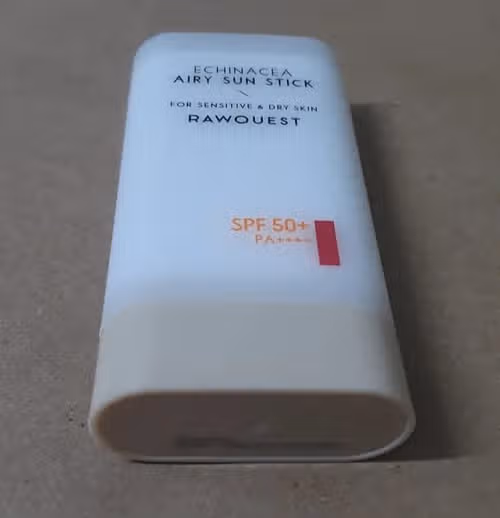 ECHINACEA
AIRY SUN STICK
FOR SENSITIVE & DRY SKIN
RAWQUEST
SPF 50+
PA++++